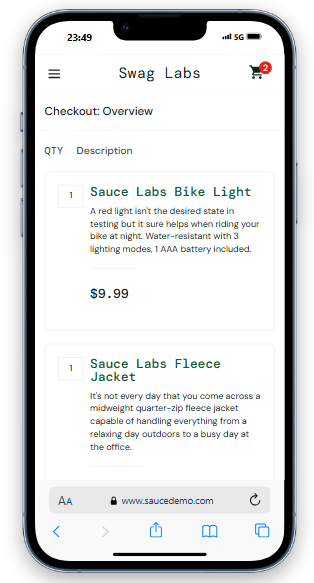 23:49
5G
Swag Labs
2
Checkout: Overview
QTY Description
1
Sauce Labs Bike Light
A red light isn't the desired state in
testing but it sure helps when riding your
bike at night. Water-resistant with 3
lighting modes, 1 AAA battery included.
$9.99
1
Sauce Labs Fleece
Jacket
It's not every day that you come across a
midweight quarter-zip fleece jacket
capable of handling everything from a
relaxing day outdoors to a busy day at
the office.
AA www.saucedemo.com